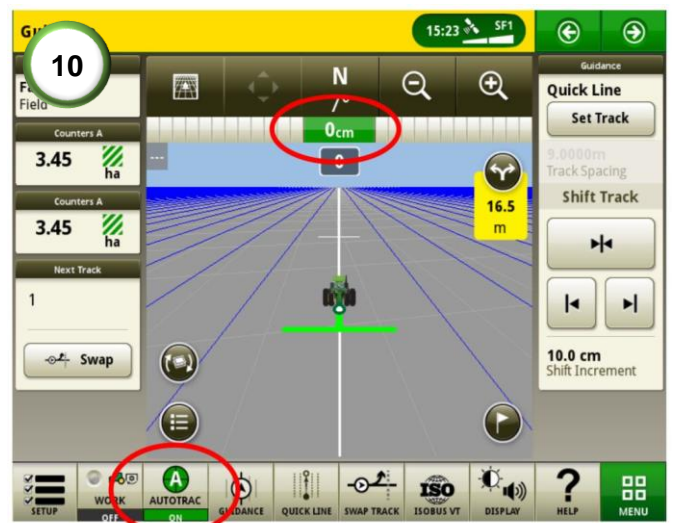 10
15:23 SF1
Field
Counters A
3.45 ha
Counters A
3.45 ha
Next Track
1
Swap
N
0cm
---
0
16.5
m
Guidance
Quick Line
Set Track
9.0000m
Track Spacing
Shift Track
10.0 cm
Shift Increment
SETUP
WORK
OFF
A
AUTOTRAC
ON
GUIDANCE
QUICK LINE
SWAP TRACK
ISO
ISOBUS VT
DISPLAY
?
HELP
MENU